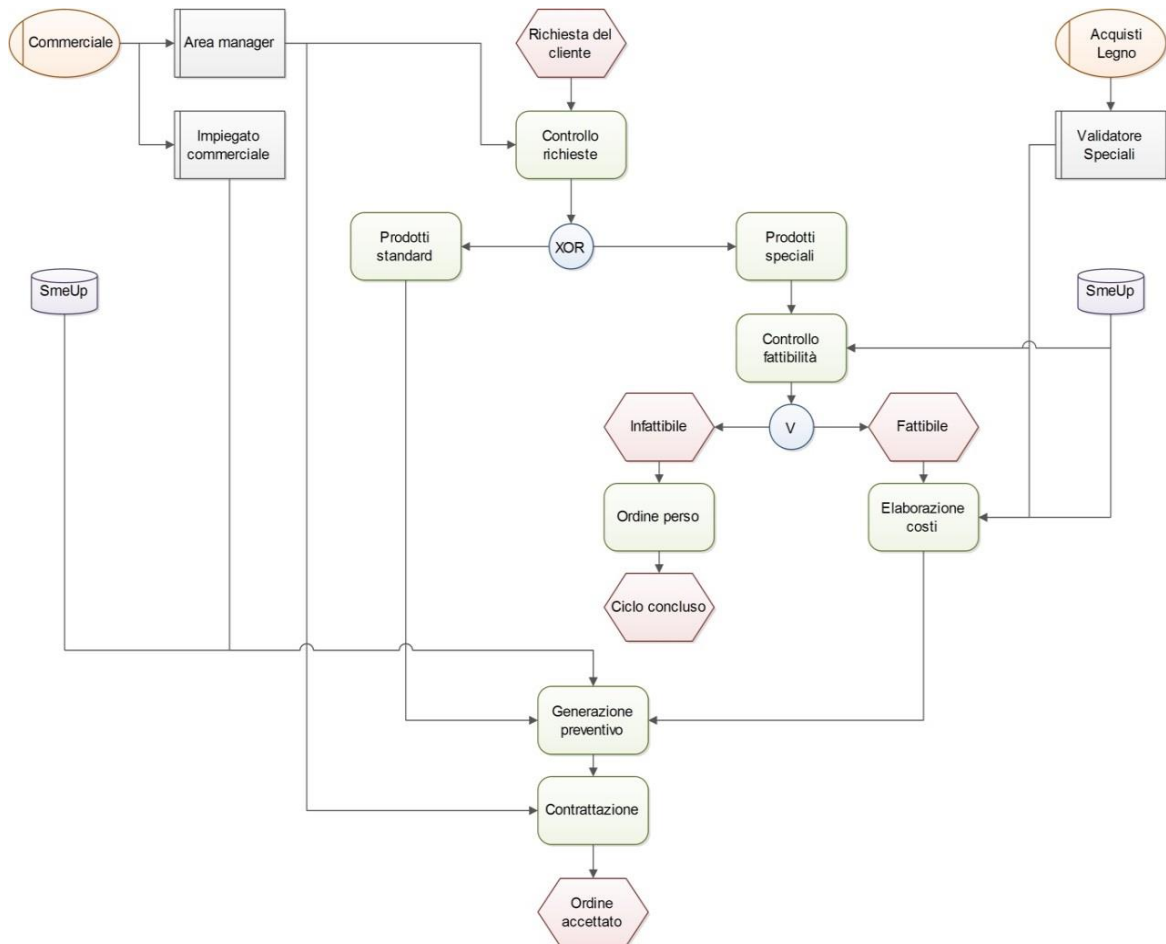 Commerciale
Area manager
Richiesta del
cliente
Acquisti
Legno
Impiegato
commerciale
Controllo
richieste
Validatore
Speciali
Prodotti
standard
XOR
Prodotti
speciali
SmeUp
SmeUp
Controllo
fattibilità
Infattibile
V
Fattibile
Ordine perso
Elaborazione
costi
Ciclo concluso
Generazione
preventivo
Contrattazione
Ordine
accettato